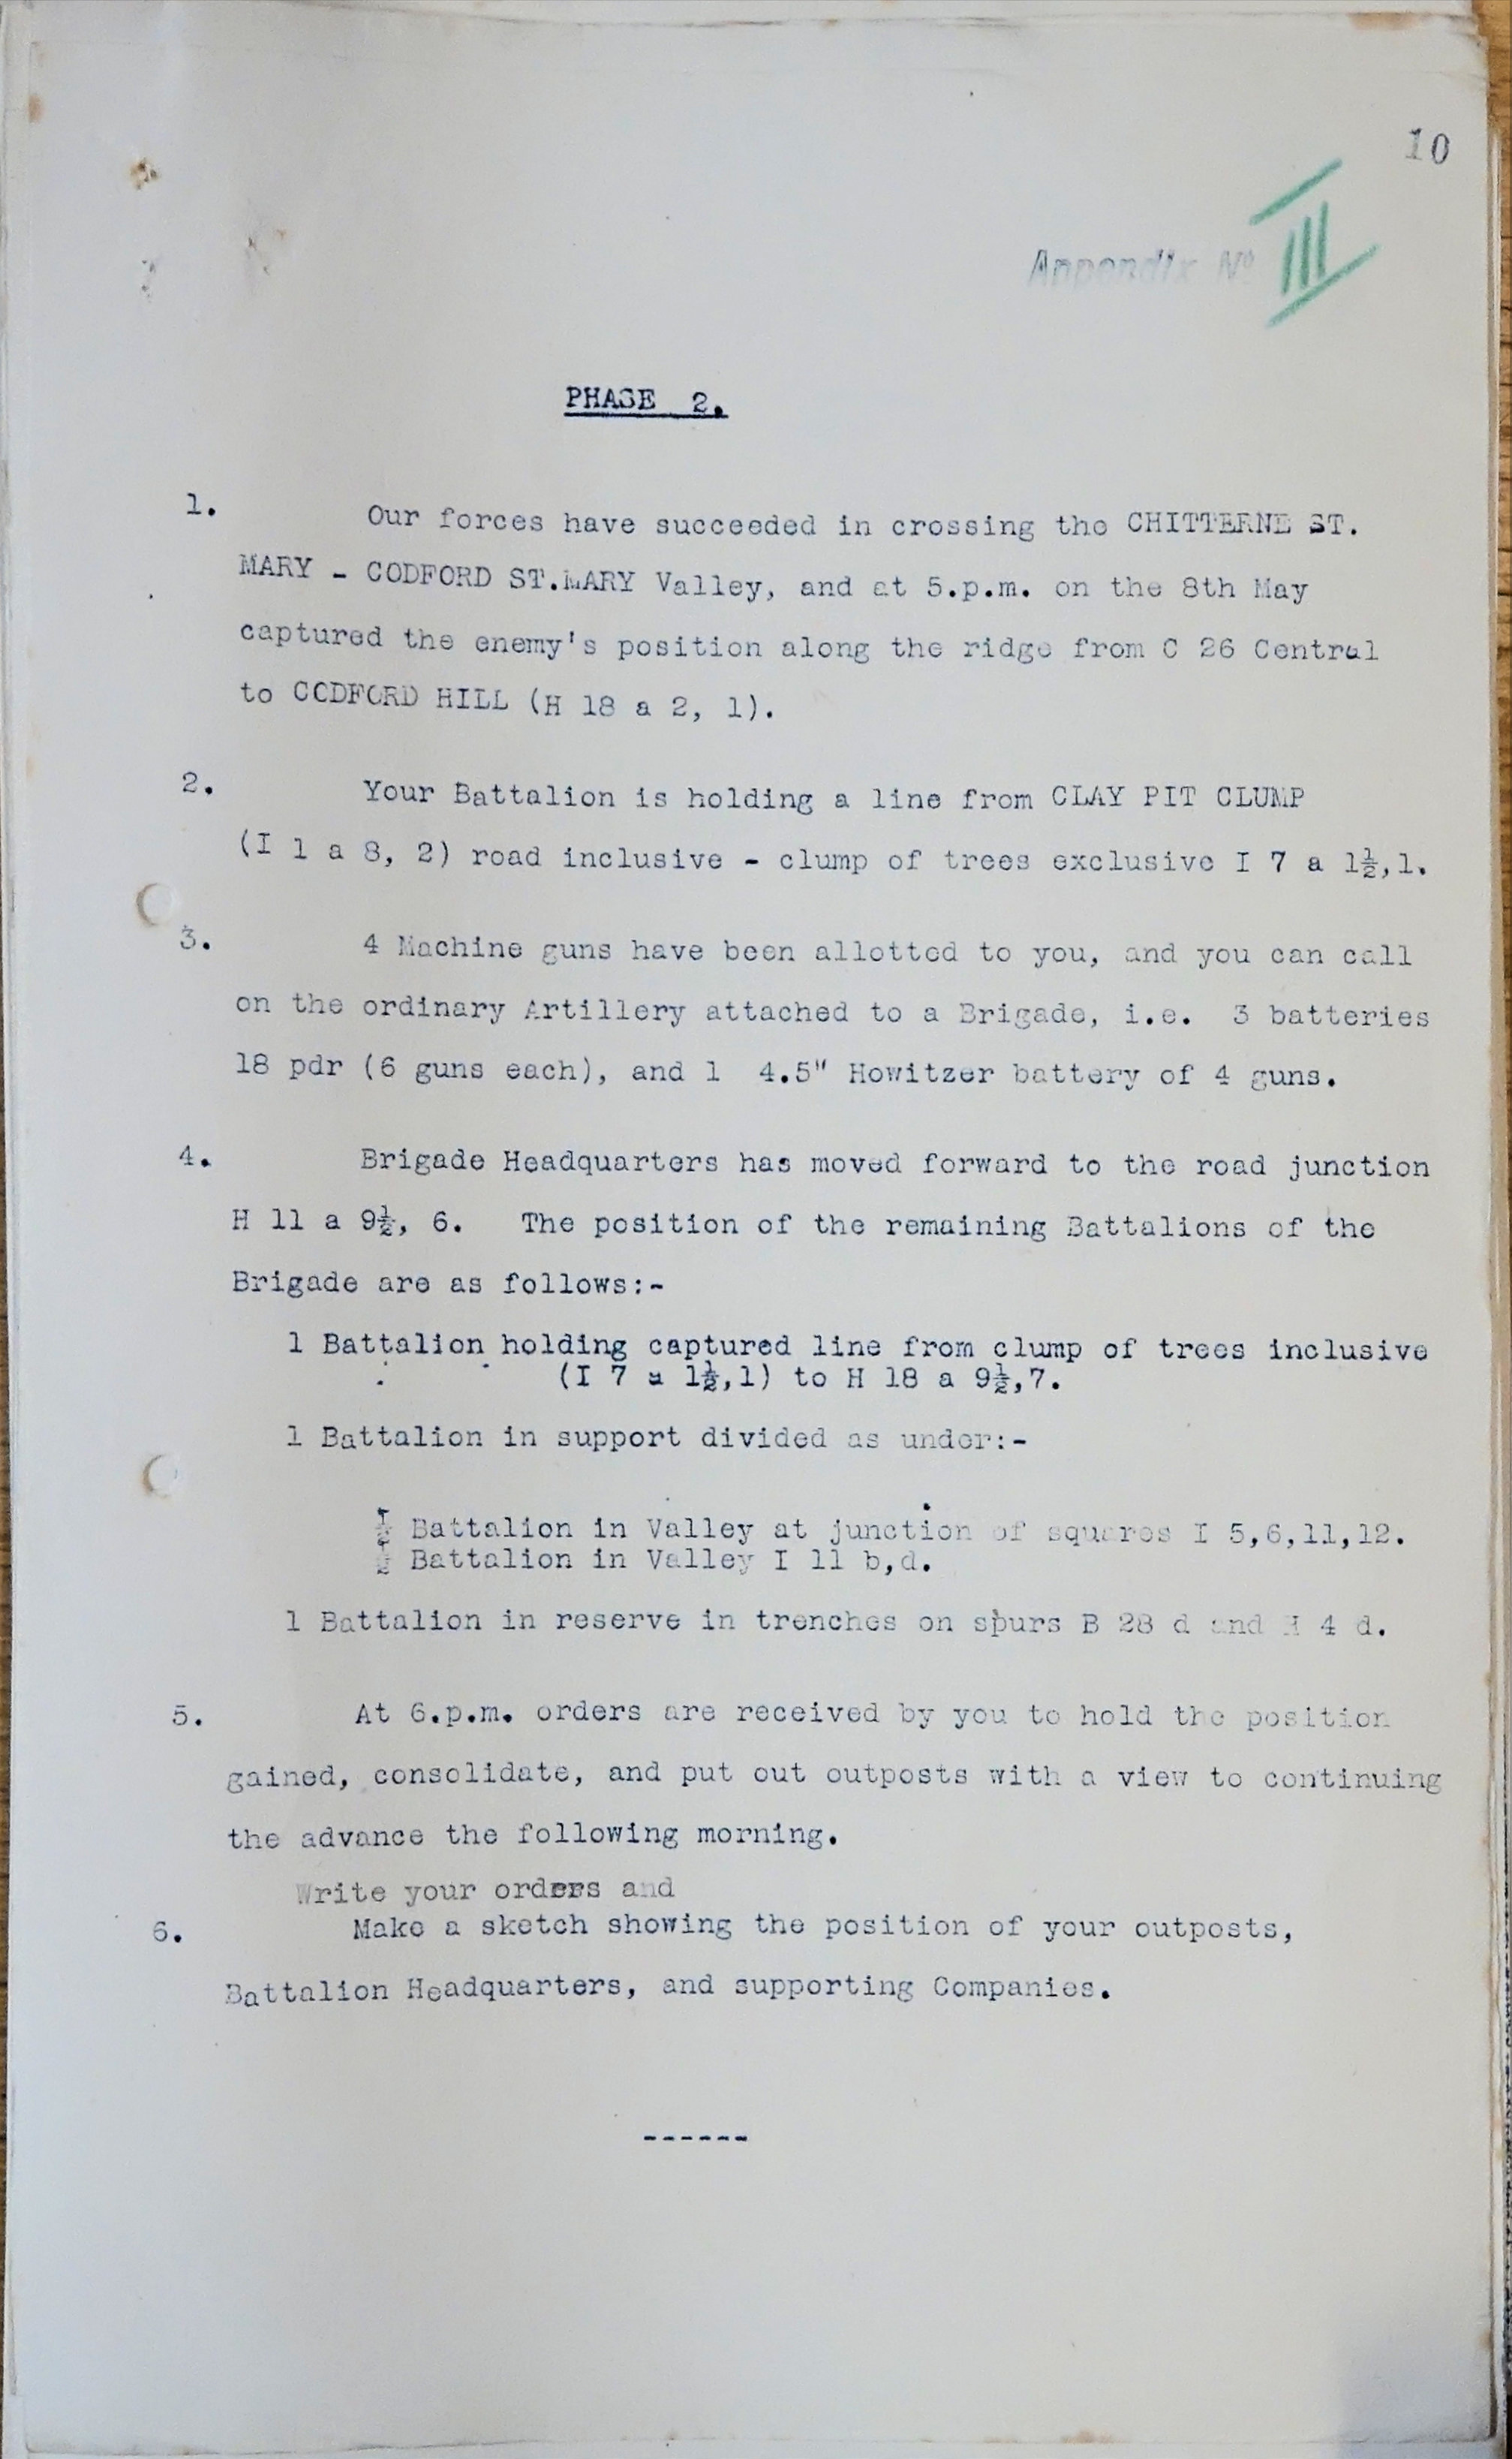 10
Appendix No III
PHASE 2.
1. Our forces have succeeded in crossing the CHITTERNE ST.
MARY - CODFORD ST.MARY Valley, and at 5.p.m. on the 8th May
captured the enemy's position along the ridge from C 26 Central
to CODFORD HILL (H 18 a 2, 1).
2. Your Battalion is holding a line from CLAY PIT CLUMP
(I 1 a 8, 2) road inclusive - clump of trees exclusive I 7 a 1½,1.
3. 4 Machine guns have been allotted to you, and you can call
on the ordinary Artillery attached to a Brigade, i.e. 3 batteries
18 pdr (6 guns each), and 1 4.5" Howitzer battery of 4 guns.
4. Brigade Headquarters has moved forward to the road junction
H 11 a 9½, 6. The position of the remaining Battalions of the
Brigade are as follows:-
1 Battalion holding captured line from clump of trees inclusive
(I 7 a 1½,1) to H 18 a 9½,7.
1 Battalion in support divided as under:-
½ Battalion in Valley at junction of squares I 5,6,11,12.
½ Battalion in Valley I 11 b,d.
1 Battalion in reserve in trenches on spurs B 28 d and H 4 d.
5. At 6.p.m. orders are received by you to hold the position
gained, consolidate, and put out outposts with a view to continuing
the advance the following morning.
Write your orders and
6. Make a sketch showing the position of your outposts,
Battalion Headquarters, and supporting Companies.
------